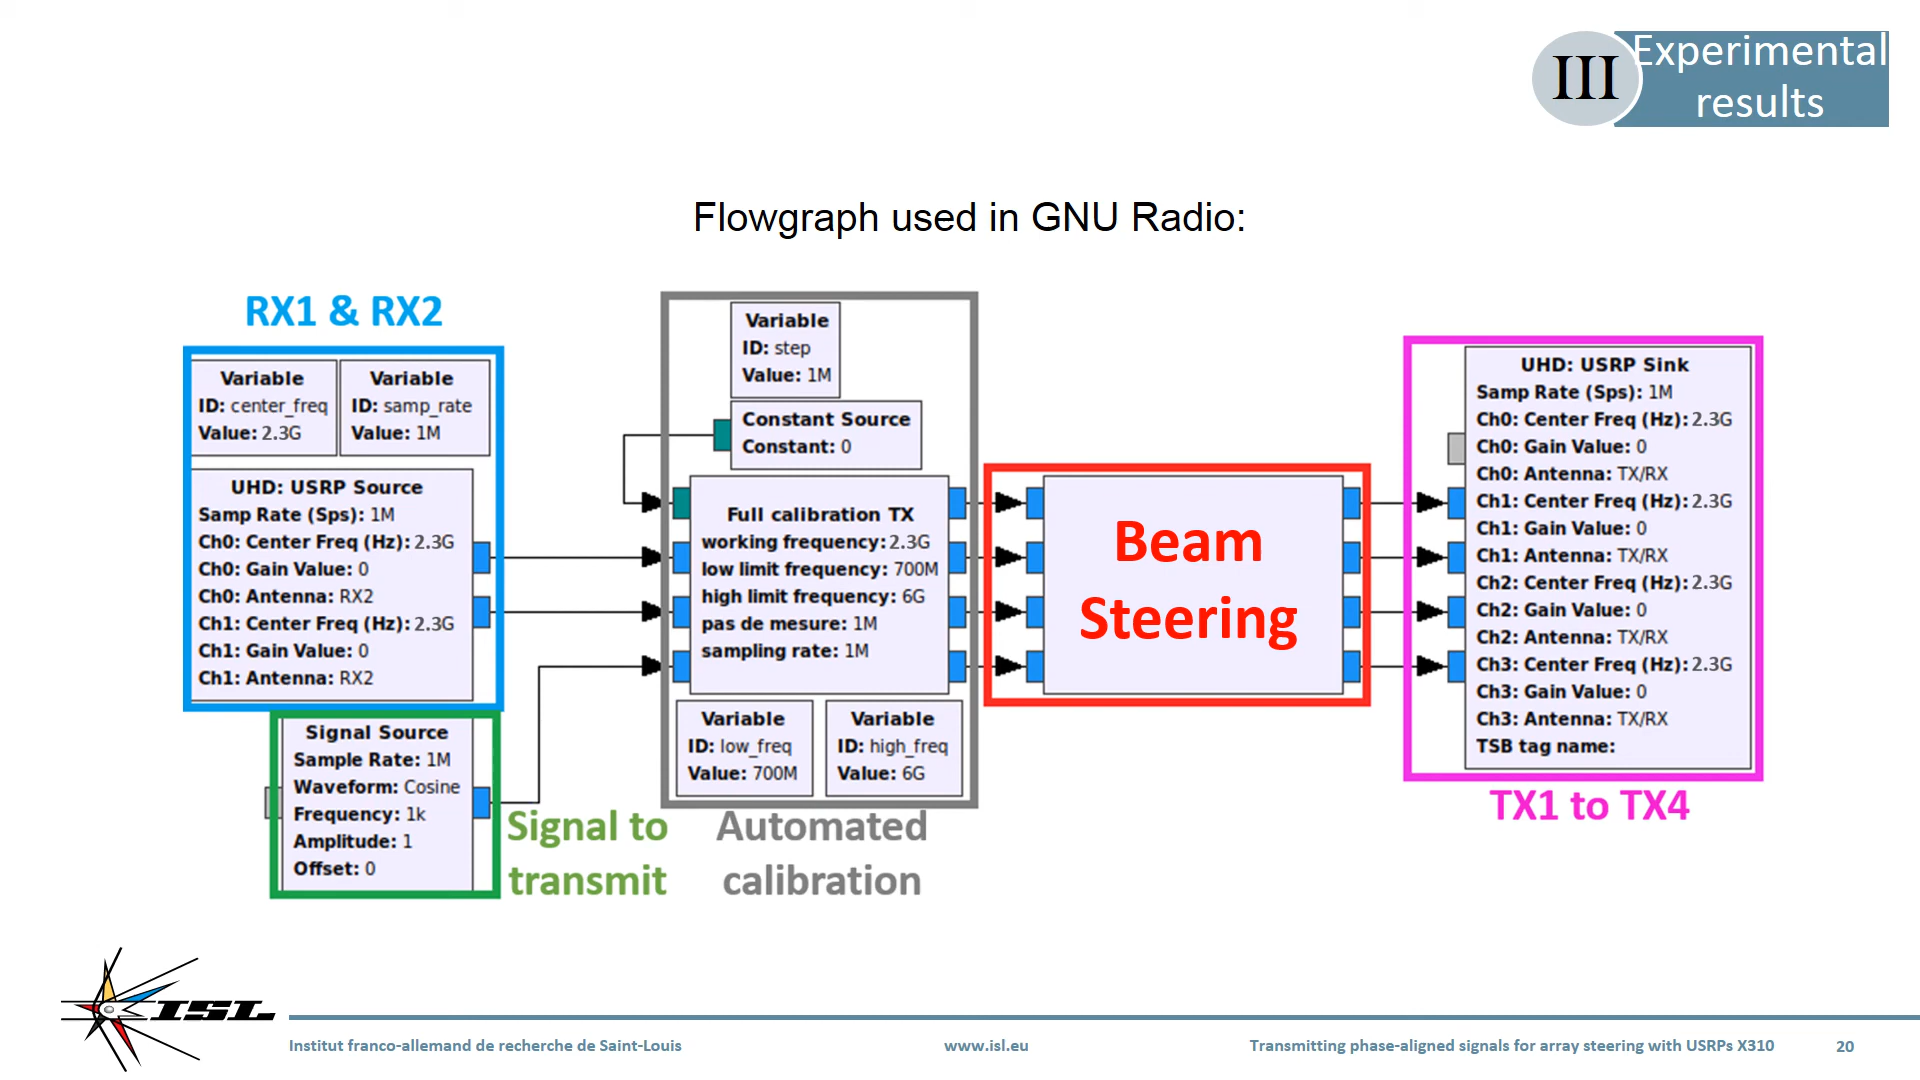 III
Experimental
results
Flowgraph used in GNU Radio:
RX1 & RX2
Variable
ID: center_freq
Value: 2.3G
Variable
ID: samp_rate
Value: 1M
UHD: USRP Source
Samp Rate (Sps): 1M
Ch0: Center Freq (Hz): 2.3G
Ch0: Gain Value: 0
Ch0: Antenna: RX2
Ch1: Center Freq (Hz): 2.3G
Ch1: Gain Value: 0
Ch1: Antenna: RX2
Signal Source
Sample Rate: 1M
Waveform: Cosine
Frequency: 1k
Amplitude: 1
Offset: 0
Signal to
transmit
Variable
ID: step
Value: 1M
Constant Source
Constant: 0
Full calibration TX
working frequency: 2.3G
low limit frequency: 700M
high limit frequency: 6G
pas de mesure: 1M
sampling rate: 1M
Variable
ID: low_freq
Value: 700M
Variable
ID: high_freq
Value: 6G
Automated
calibration
Beam
Steering
UHD: USRP Sink
Samp Rate (Sps): 1M
Ch0: Center Freq (Hz): 2.3G
Ch0: Gain Value: 0
Ch0: Antenna: TX/RX
Ch1: Center Freq (Hz): 2.3G
Ch1: Gain Value: 0
Ch1: Antenna: TX/RX
Ch2: Center Freq (Hz): 2.3G
Ch2: Gain Value: 0
Ch2: Antenna: TX/RX
Ch3: Center Freq (Hz): 2.3G
Ch3: Gain Value: 0
Ch3: Antenna: TX/RX
TSB tag name:
TX1 to TX4
ISL
Institut franco-allemand de recherche de Saint-Louis
www.isl.eu
Transmitting phase-aligned signals for array steering with USRPs X310
20